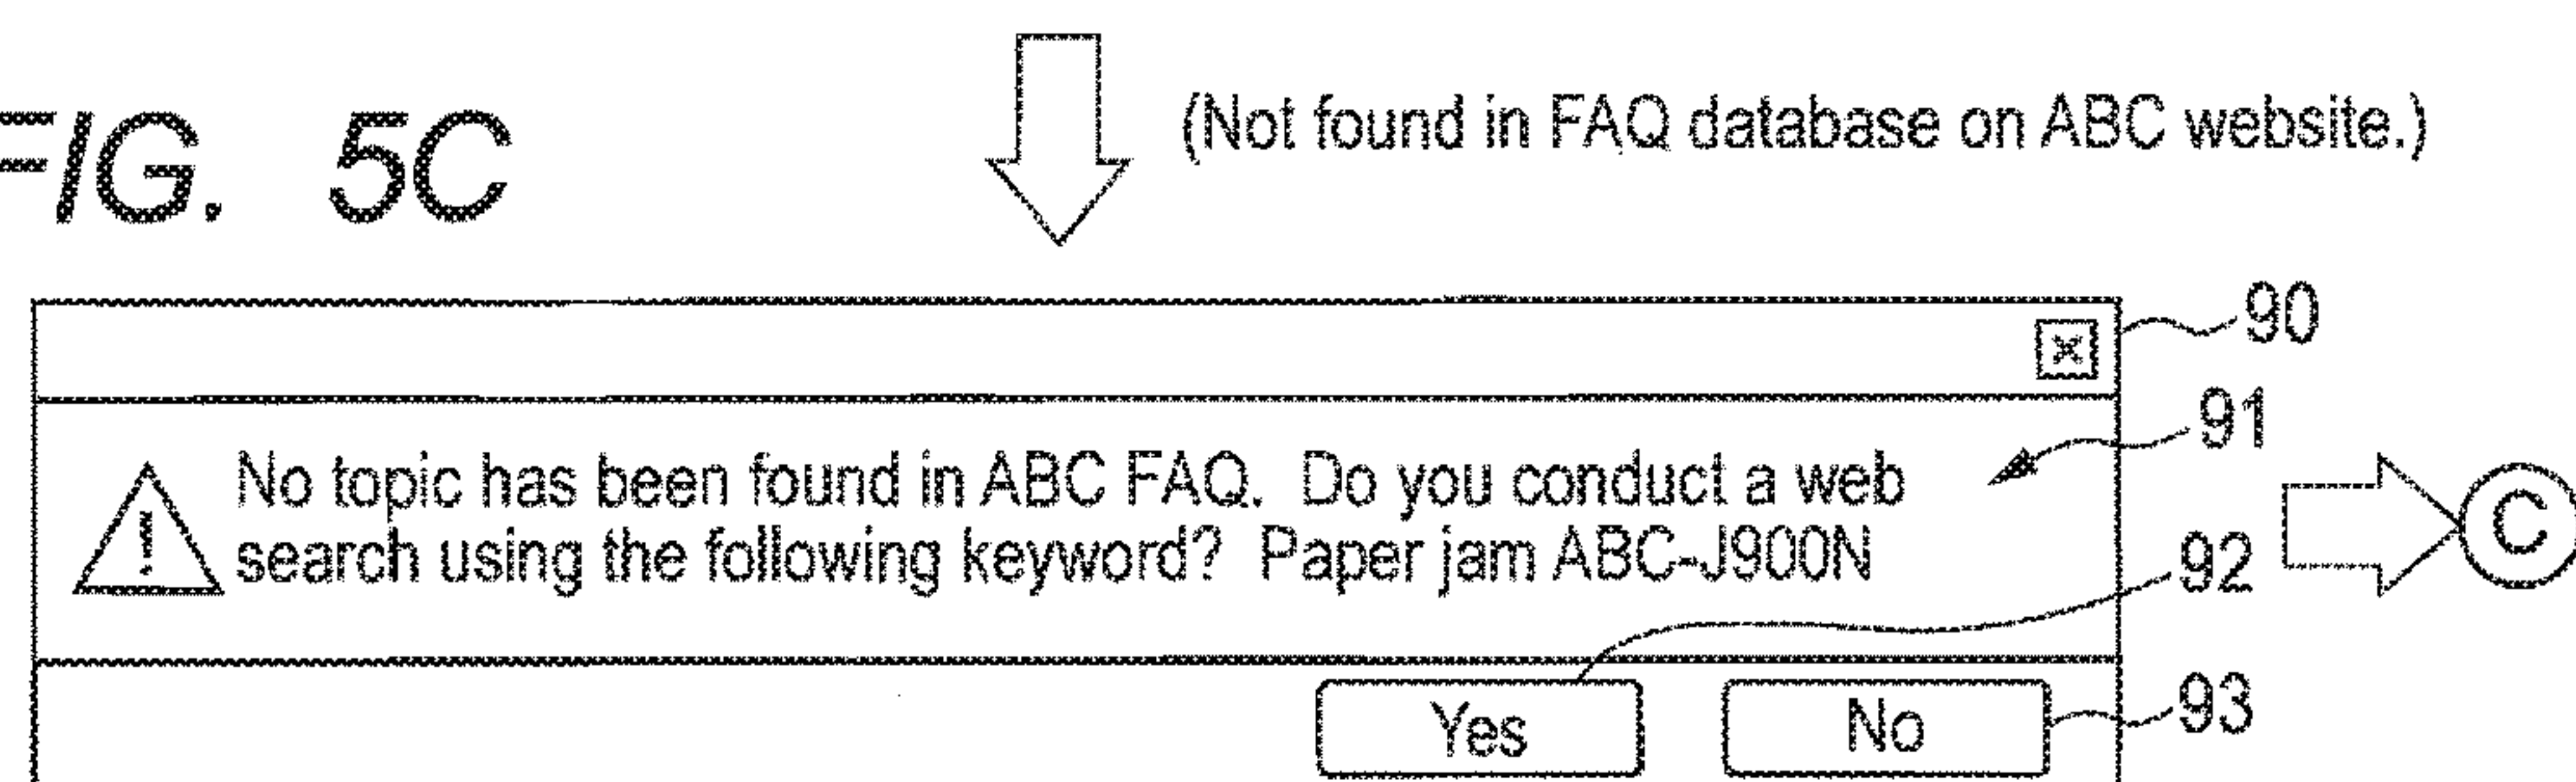 FIG. 5C
(Not found in FAQ database on ABC website.)
90
x
91
No topic has been found in ABC FAQ. Do you conduct a web
search using the following keyword? Paper jam ABC-J900N
!
C
92
Yes
No
93